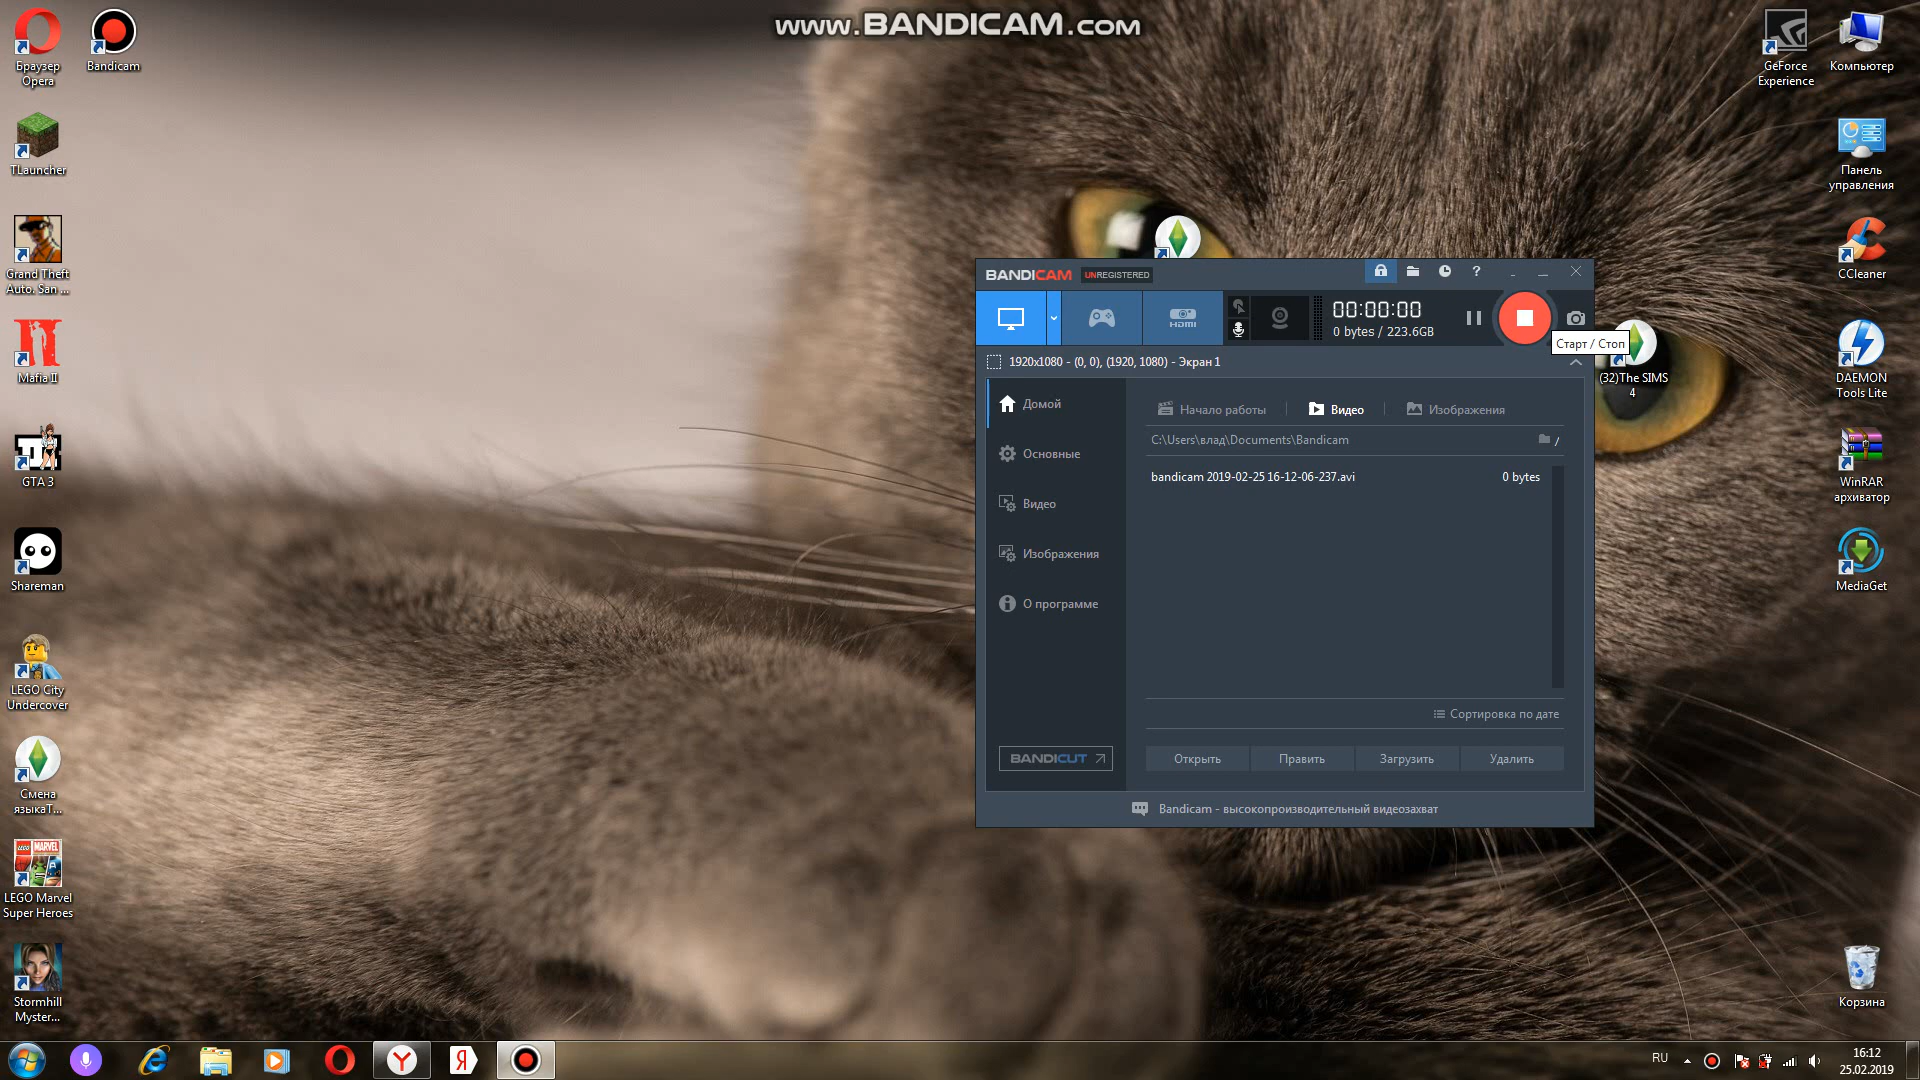 www.BANDICAM.com
Браузер
Opera
Bandicam
TLauncher
Grand Theft
Auto. San ...
Mafia II
GTA 3
Shareman
LEGO City
Undercover
Смена
языкаT...
LEGO MARVEL
LEGO Marvel
Super Heroes
Stormhill
Myster...
BANDICAM UNREGISTERED
?
HDMI
00:00:00
0 bytes / 223.6GB
Старт / Стоп
1920x1080 - (0, 0), (1920, 1080) - Экран 1
Домой
Основные
Видео
Изображения
О программе
BANDICUT
Начало работы
Видео
Изображения
C:\Users\влад\Documents\Bandicam
/
bandicam 2019-02-25 16-12-06-237.avi
0 bytes
Сортировка по дате
Открыть
Править
Загрузить
Удалить
Bandicam - высокопроизводительный видеозахват
(32)The SIMS
4
GeForce
Experience
Компьютер
Панель
управления
CCleaner
DAEMON
Tools Lite
WinRAR
архиватор
MediaGet
Корзина
Я
RU
16:12
25.02.2019